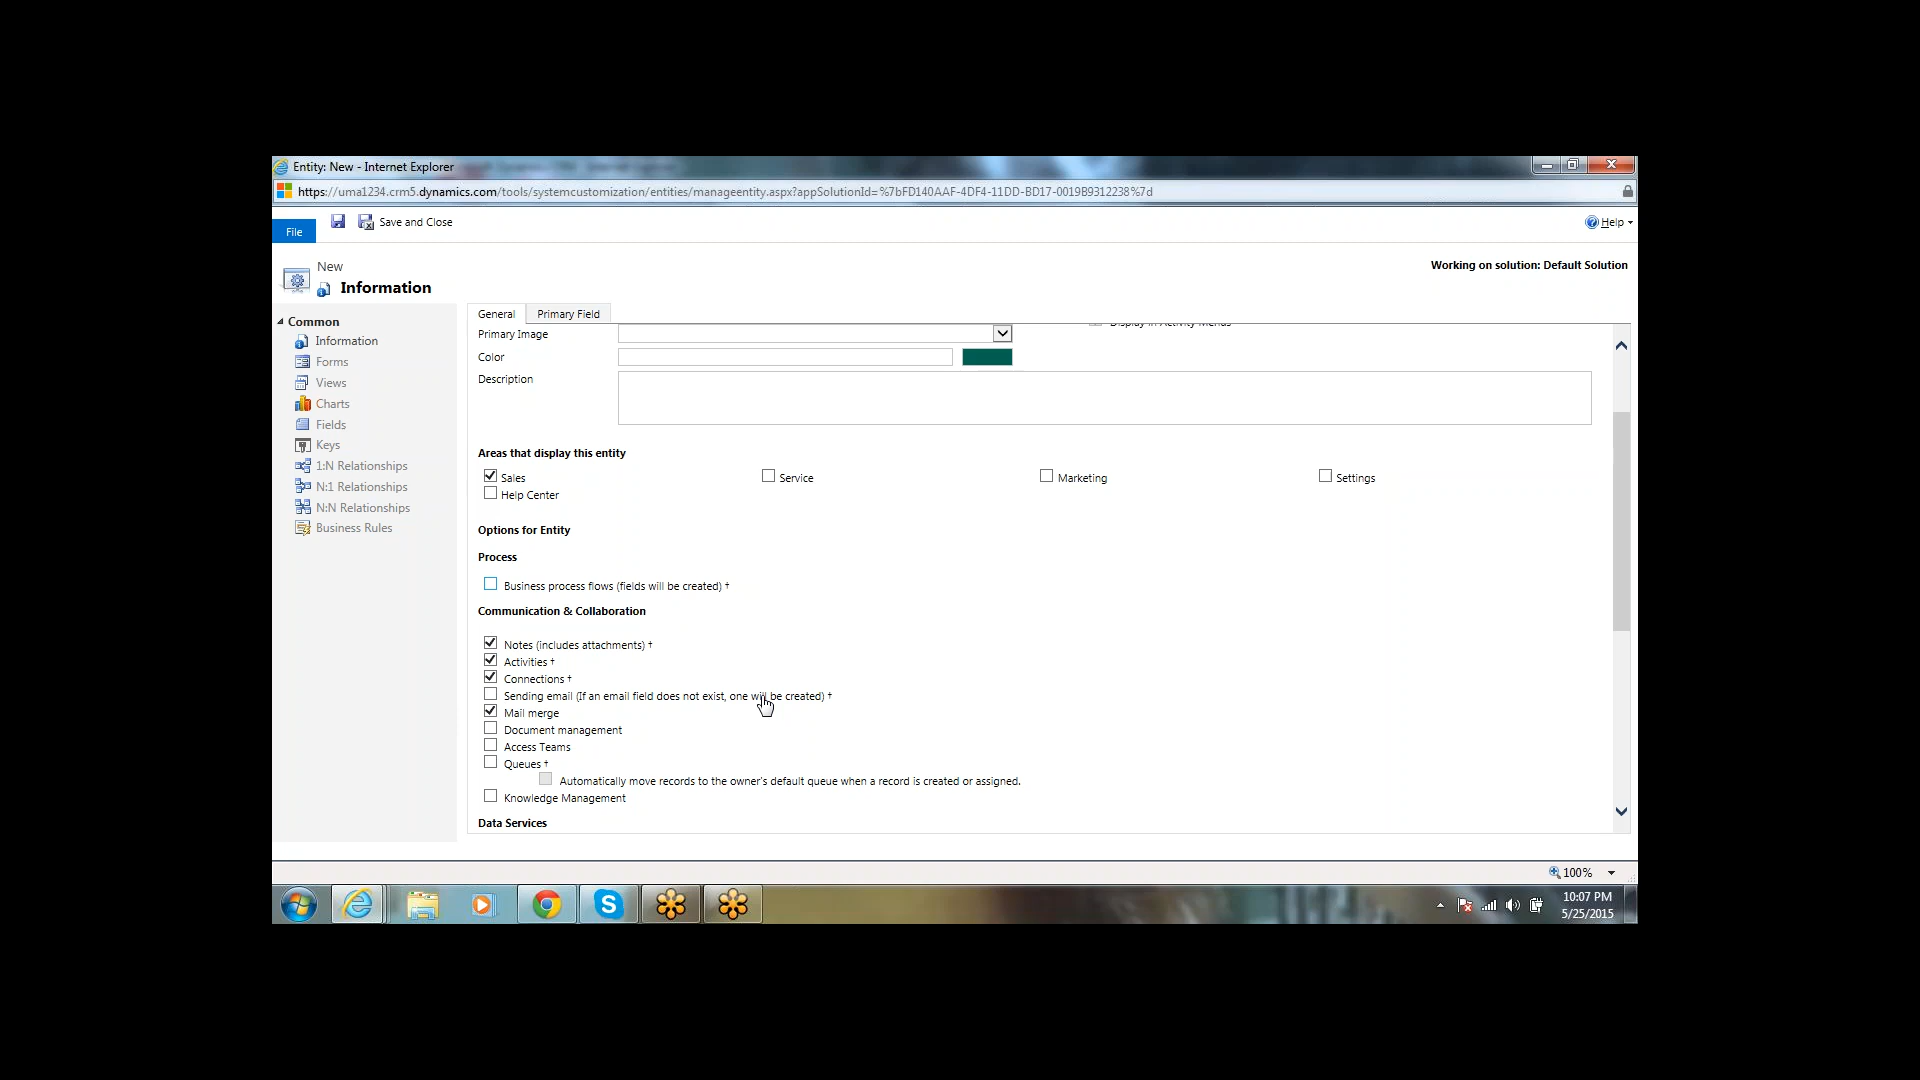 Entity: New - Internet Explorer
https://uma1234.crm5.dynamics.com/tools/systemcustomization/entities/manageentity.aspx?appSolutionId=%7bFD140AAF-4DF4-11DD-BD17-0019B9312238%7d
File
Save and Close
Help
New
Information
Working on solution: Default Solution
Common
Information
Forms
Views
Charts
Fields
Keys
1:N Relationships
N:1 Relationships
N:N Relationships
Business Rules
General
Primary Field
Primary Image
Display in Activity Menus
Color
Description
Areas that display this entity
Sales
Service
Marketing
Settings
Help Center
Options for Entity
Process
Business process flows (fields will be created) †
Communication & Collaboration
Notes (includes attachments) †
Activities †
Connections †
Sending email (If an email field does not exist, one will be created) †
Mail merge
Document management
Access Teams
Queues †
Automatically move records to the owner's default queue when a record is created or assigned.
Knowledge Management
Data Services
100%
10:07 PM
5/25/2015